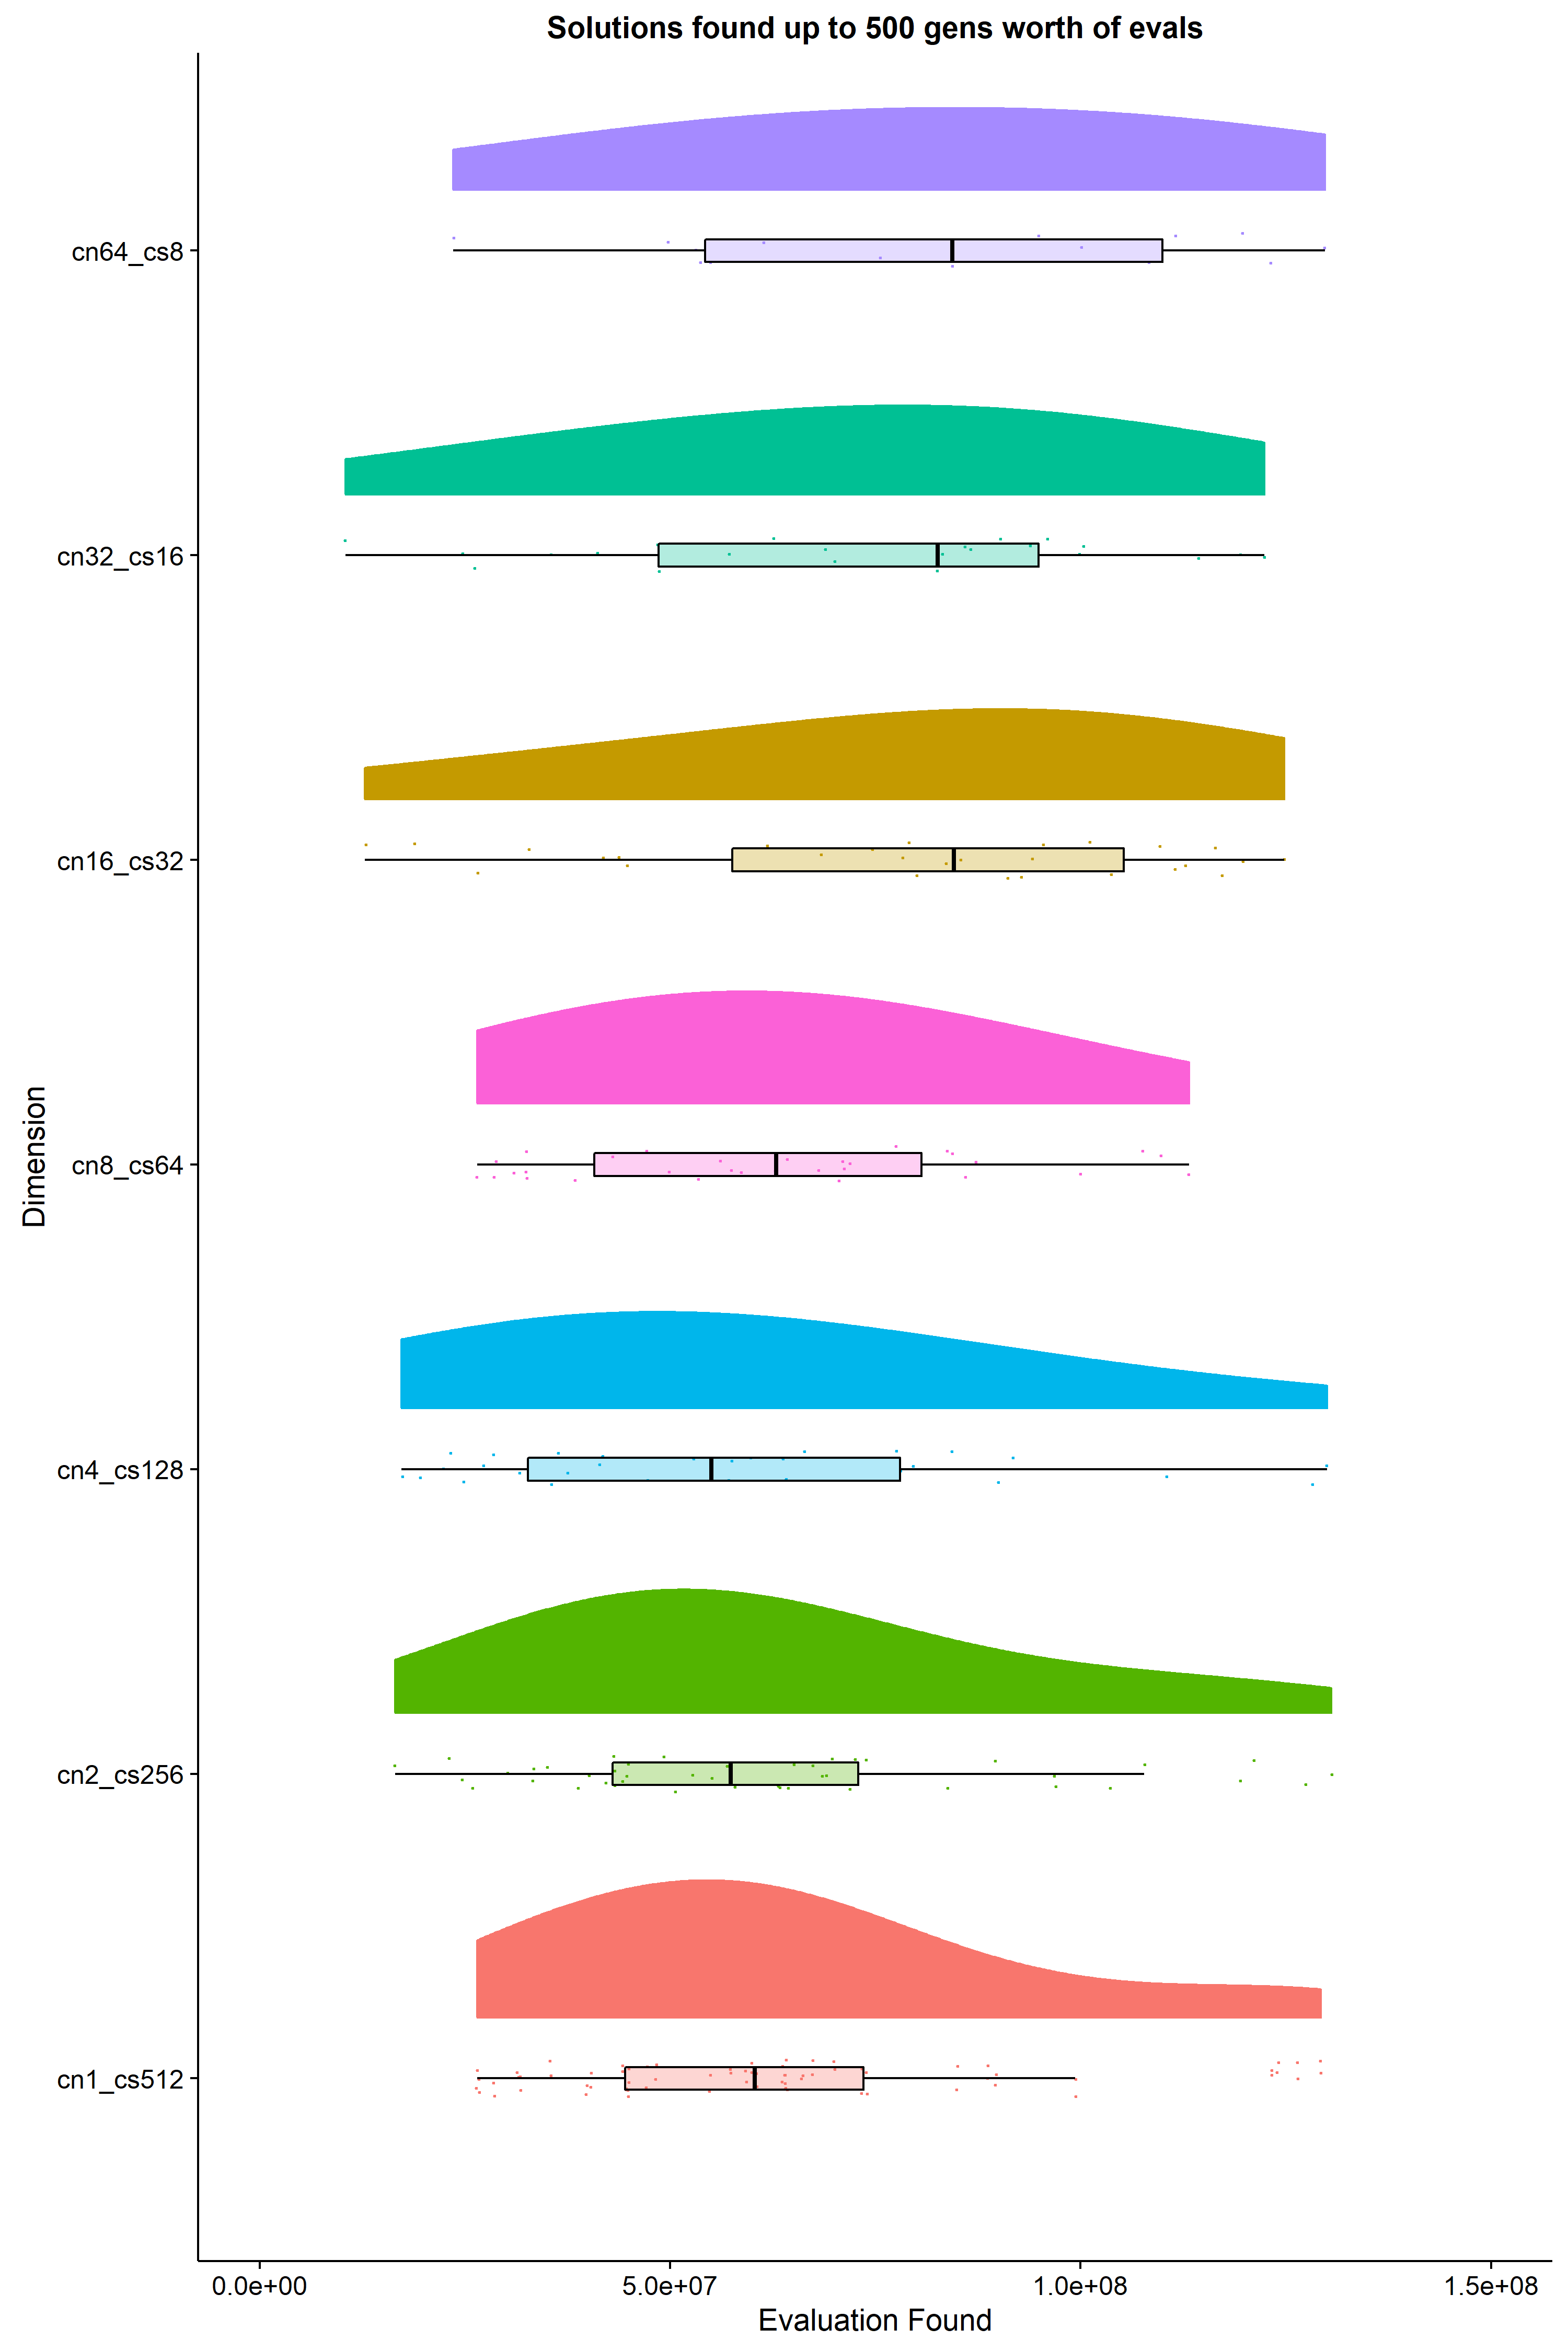 Solutions found up to 500 gens worth of evals
cn64_cs8
cn32_cs16
cn16_cs32
cn8_cs64
Dimension
cn4_cs128
cn2_cs256
cn1_cs512
0.0e+00
5.0e+07
1.0e+08
1.5e+08
Evaluation Found